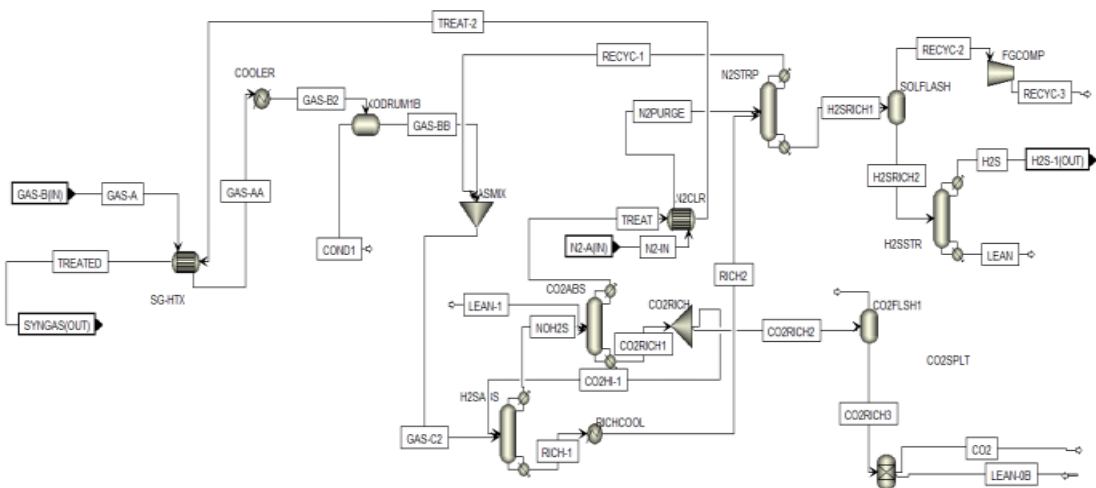 TREAT-2
RECYC-1
RECYC-2
FGCOMP
RECYC-3
COOLER
N2STRP
GAS-B2
KODRUM1B
GAS-BB
N2PURGE
H2SRICH1
SOLFLASH
GAS-B(IN)
GAS-A
GAS-AA
ASMIX
TREAT
N2CLR
H2SRICH2
H2S
H2S-1(OUT)
COND1
N2-A(IN)
N2-IN
H2SSTR
LEAN
TREATED
SG-HTX
RICH2
CO2ABS
CO2RICH
CO2FLSH1
LEAN-1
SYNGAS(OUT)
NOH2S
CO2RICH1
CO2RICH2
CO2SPLT
CO2HI-1
RICHCOOL
CO2RICH3
GAS-C2
RICH-1
CO2
LEAN-0B